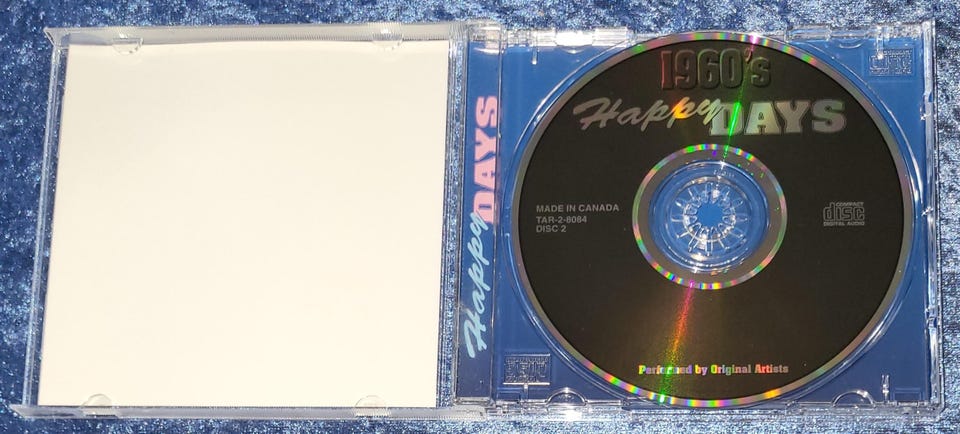 Happy DAYS
1960's
Happy DAYS
MADE IN CANADA
TAR-2-8084
DISC 2
COMPACT
disc
DIGITAL AUDIO
Performed by Original Artists